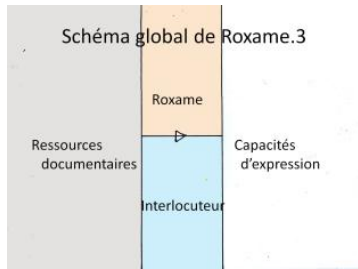 Schéma global de Roxame.3
Roxame
Ressources
documentaires
Capacités
d'expression
Interlocuteur